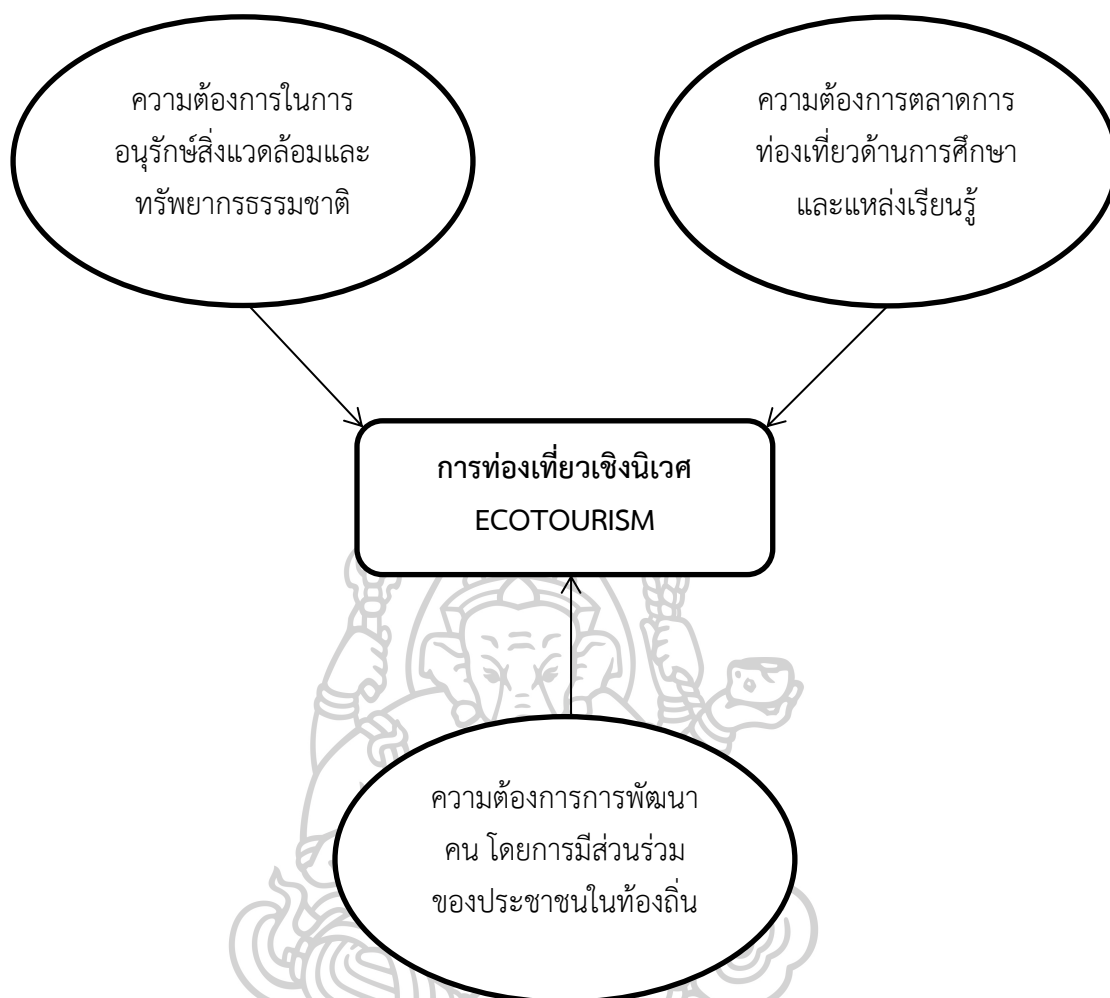 ความต้องการในการ
อนุรักษ์สิ่งแวดล้อมและ
ทรัพยากรธรรมชาติ
ความต้องการตลาดการ
ท่องเที่ยวด้านการศึกษา
และแหล่งเรียนรู้
การท่องเที่ยวเชิงนิเวศ
ECOTOURISM
ความต้องการการพัฒนา
คน โดยการมีส่วนร่วม
ของประชาชนในท้องถิ่น